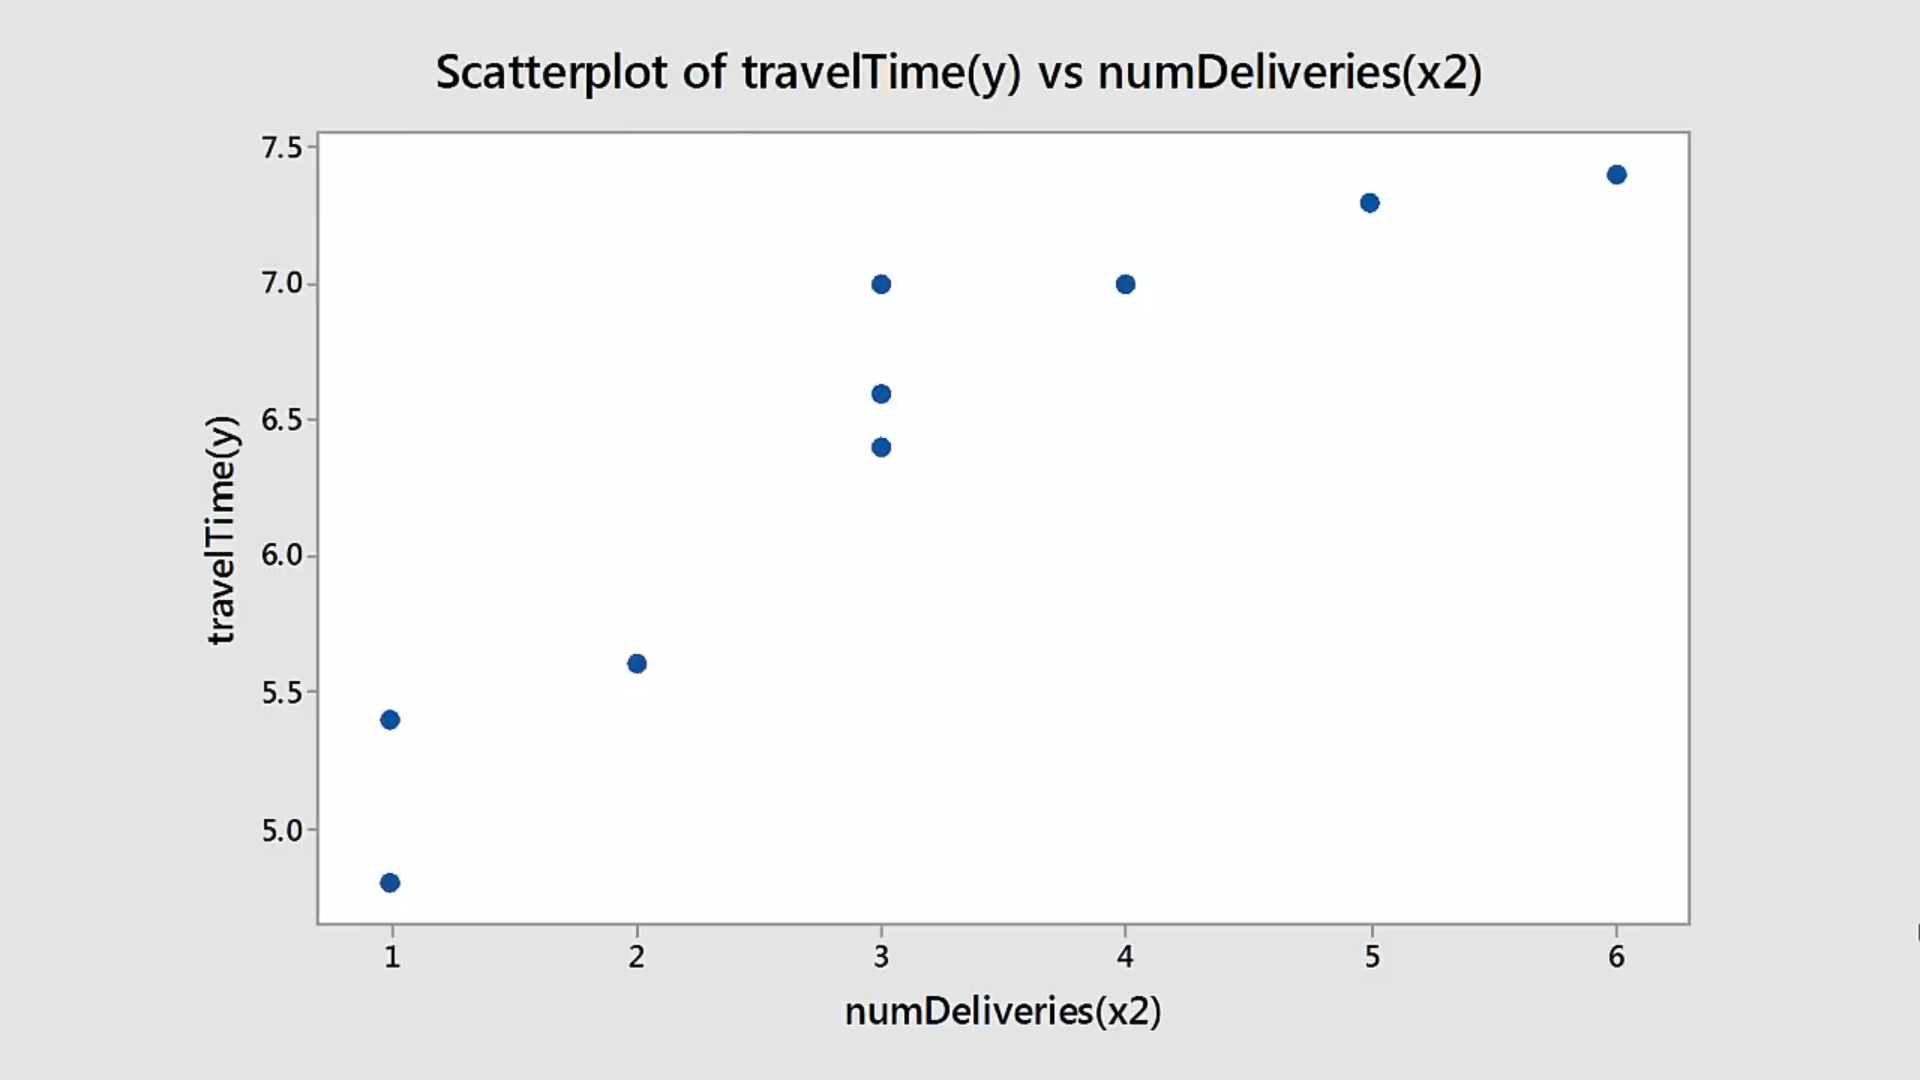 Scatterplot of travelTime(y) vs numDeliveries(x2)
7.5
7.0
6.5
6.0
5.5
5.0
travelTime(y)
1 2 3 4 5 6
numDeliveries(x2)